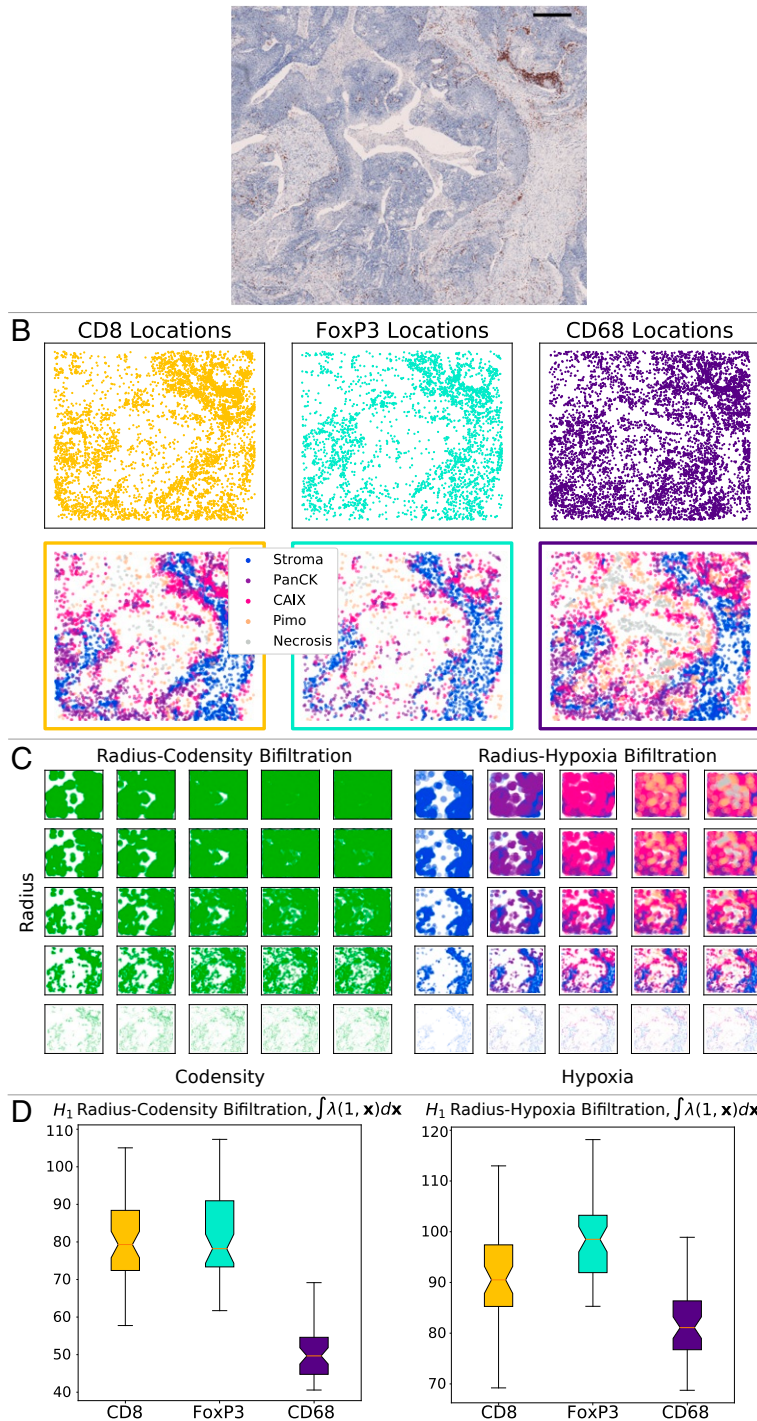 B
CD8 Locations
FoxP3 Locations
CD68 Locations
Stroma
PanCK
CAIX
Pimo
Necrosis
C
Radius-Codensity Bifiltration
Radius-Hypoxia Bifiltration
Radius
Codensity
Hypoxia
D
H₁ Radius-Codensity Bifiltration, ∫λ(1, x)dx
110
100
90
80
70
60
50
40
CD8
FoxP3
CD68
H₁ Radius-Hypoxia Bifiltration, ∫λ(1, x)dx
120
110
100
90
80
70
CD8
FoxP3
CD68